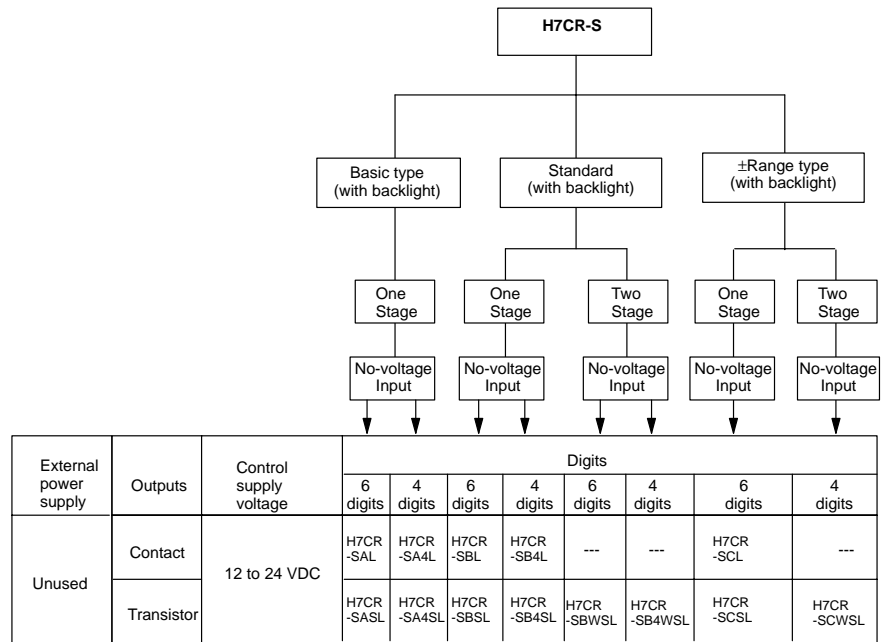 H7CR-S
Basic type
(with backlight)
Standard
(with backlight)
±Range type
(with backlight)
One
Stage
One
Stage
Two
Stage
One
Stage
Two
Stage
No-voltage
Input
No-voltage
Input
No-voltage
Input
No-voltage
Input
No-voltage
Input
External
power
supply
Outputs
Control
supply
voltage
Digits
6
digits
4
digits
6
digits
4
digits
6
digits
4
digits
6
digits
4
digits
Unused
Contact
12 to 24 VDC
H7CR
-SAL
H7CR
-SA4L
H7CR
-SBL
H7CR
-SB4L
---
---
H7CR
-SCL
---
Transistor
H7CR
-SASL
H7CR
-SA4SL
H7CR
-SBSL
H7CR
-SB4SL
H7CR
-SBWSL
H7CR
-SB4WSL
H7CR
-SCSL
H7CR
-SCWSL